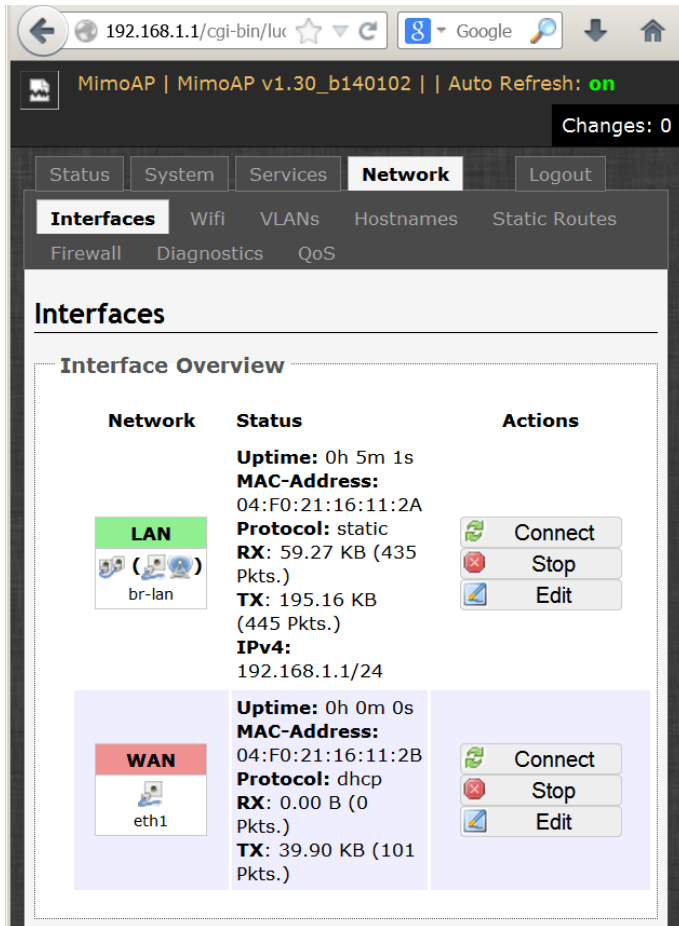 192.168.1.1/cgi-bin/luc
8
Google
MimoAP | MimoAP v1.30_b140102 | | Auto Refresh: on
Changes: 0
Status System Services Network Logout
Interfaces Wifi VLANs Hostnames Static Routes
Firewall Diagnostics QoS
Interfaces
Interface Overview
Network Status Actions
LAN
( )
br-lan
Uptime: 0h 5m 1s
MAC-Address:
04:F0:21:16:11:2A
Protocol: static
RX: 59.27 KB (435
Pkts.)
TX: 195.16 KB
(445 Pkts.)
IPv4:
192.168.1.1/24
Connect
Stop
Edit
WAN
eth1
Uptime: 0h 0m 0s
MAC-Address:
04:F0:21:16:11:2B
Protocol: dhcp
RX: 0.00 B (0
Pkts.)
TX: 39.90 KB (101
Pkts.)
Connect
Stop
Edit